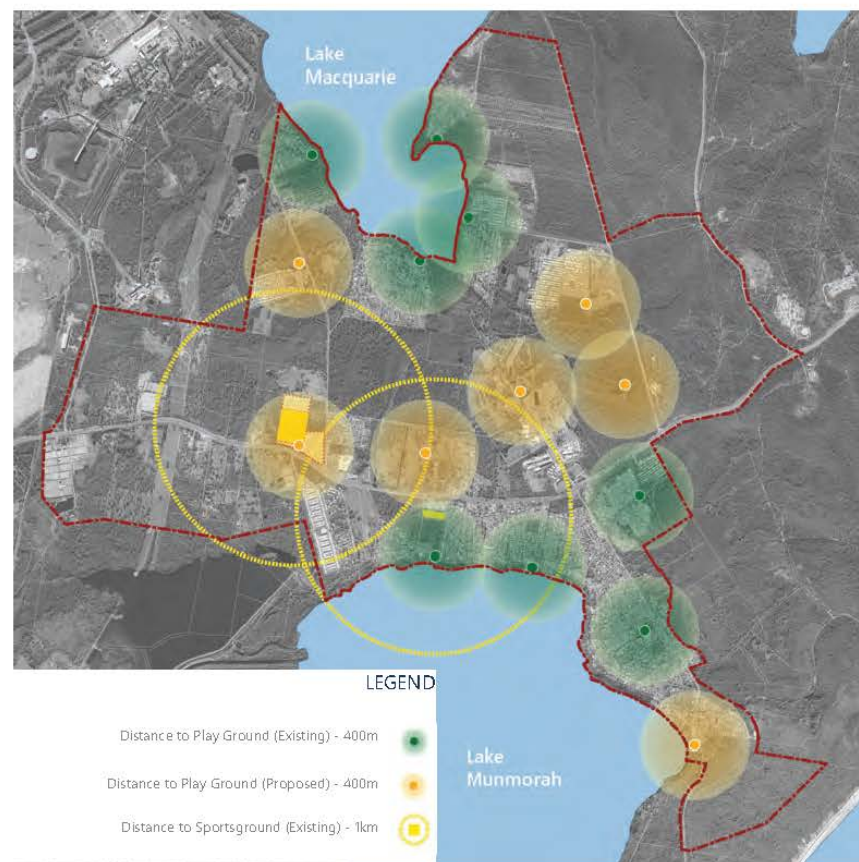 Lake
Macquarie
LEGEND
Distance to Play Ground (Existing) - 400m
Distance to Play Ground (Proposed) - 400m
Distance to Sportsground (Existing) - 1km
Lake
Munmorah